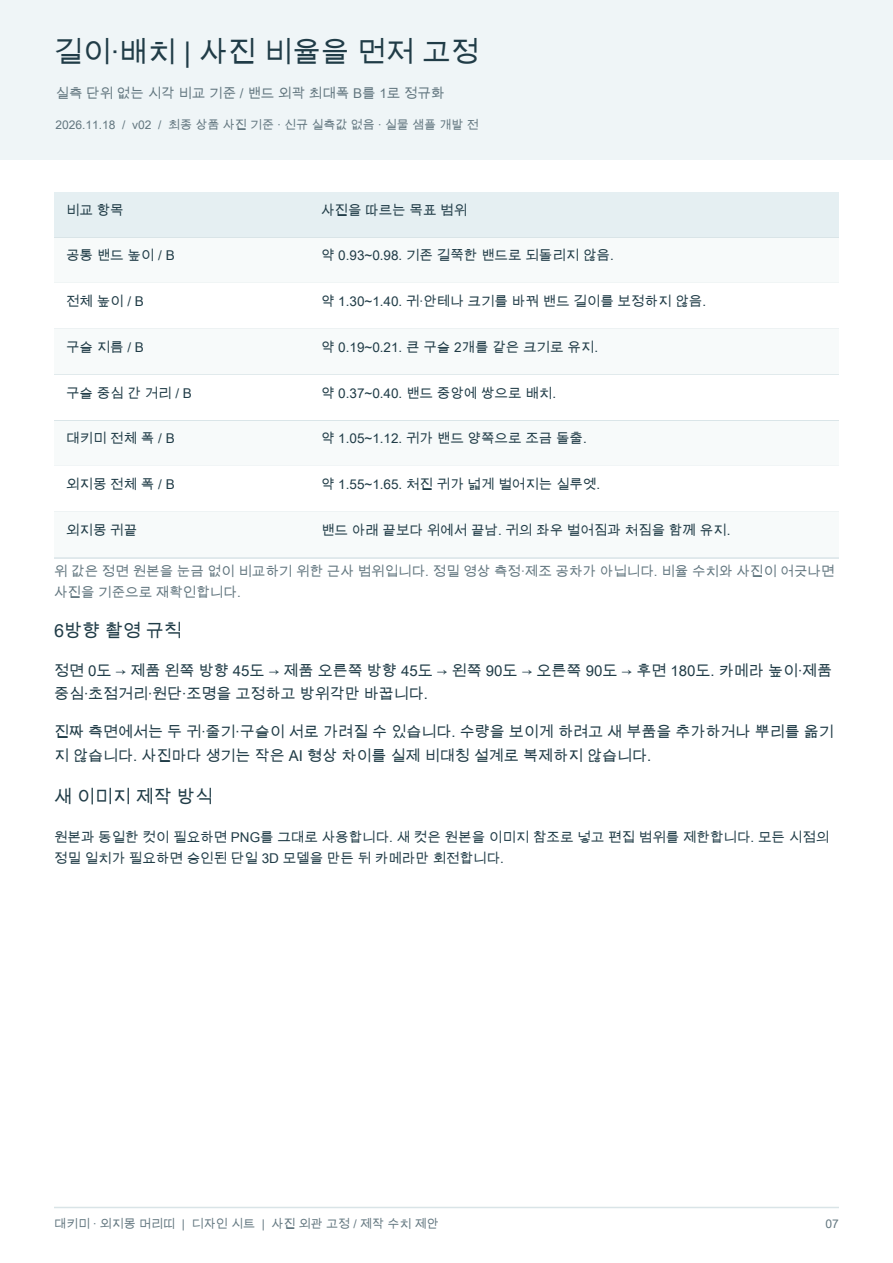 길이·배치 | 사진 비율을 먼저 고정
실측 단위 없는 시각 비교 기준 / 밴드 외곽 최대폭 B를 1로 정규화
2026.11.18 / v02 / 최종 상품 사진 기준 · 신규 실측값 없음 · 실물 샘플 개발 전
비교 항목 사진을 따르는 목표 범위
공통 밴드 높이 / B 약 0.93~0.98. 기존 길쭉한 밴드로 되돌리지 않음.
전체 높이 / B 약 1.30~1.40. 귀·안테나 크기를 바꿔 밴드 길이를 보정하지 않음.
구슬 지름 / B 약 0.19~0.21. 큰 구슬 2개를 같은 크기로 유지.
구슬 중심 간 거리 / B 약 0.37~0.40. 밴드 중앙에 쌍으로 배치.
대키미 전체 폭 / B 약 1.05~1.12. 귀가 밴드 양쪽으로 조금 돌출.
외지몽 전체 폭 / B 약 1.55~1.65. 처진 귀가 넓게 벌어지는 실루엣.
외지몽 귀끝 밴드 아래 끝보다 위에서 끝남. 귀의 좌우 벌어짐과 처짐을 함께 유지.
위 값은 정면 원본을 눈금 없이 비교하기 위한 근사 범위입니다. 정밀 영상 측정·제조 공차가 아닙니다. 비율 수치와 사진이 어긋나면
사진을 기준으로 재확인합니다.
6방향 촬영 규칙
정면 0도 → 제품 왼쪽 방향 45도 → 제품 오른쪽 방향 45도 → 왼쪽 90도 → 오른쪽 90도 → 후면 180도. 카메라 높이·제품
중심·초점거리·원단·조명을 고정하고 방위각만 바꿉니다.
진짜 측면에서는 두 귀·줄기·구슬이 서로 가려질 수 있습니다. 수량을 보이게 하려고 새 부품을 추가하거나 뿌리를 옮기
지 않습니다. 사진마다 생기는 작은 AI 형상 차이를 실제 비대칭 설계로 복제하지 않습니다.
새 이미지 제작 방식
원본과 동일한 컷이 필요하면 PNG를 그대로 사용합니다. 새 컷은 원본을 이미지 참조로 넣고 편집 범위를 제한합니다. 모든 시점의
정밀 일치가 필요하면 승인된 단일 3D 모델을 만든 뒤 카메라만 회전합니다.
대키미 · 외지몽 머리띠 | 디자인 시트 | 사진 외관 고정 / 제작 수치 제안 07